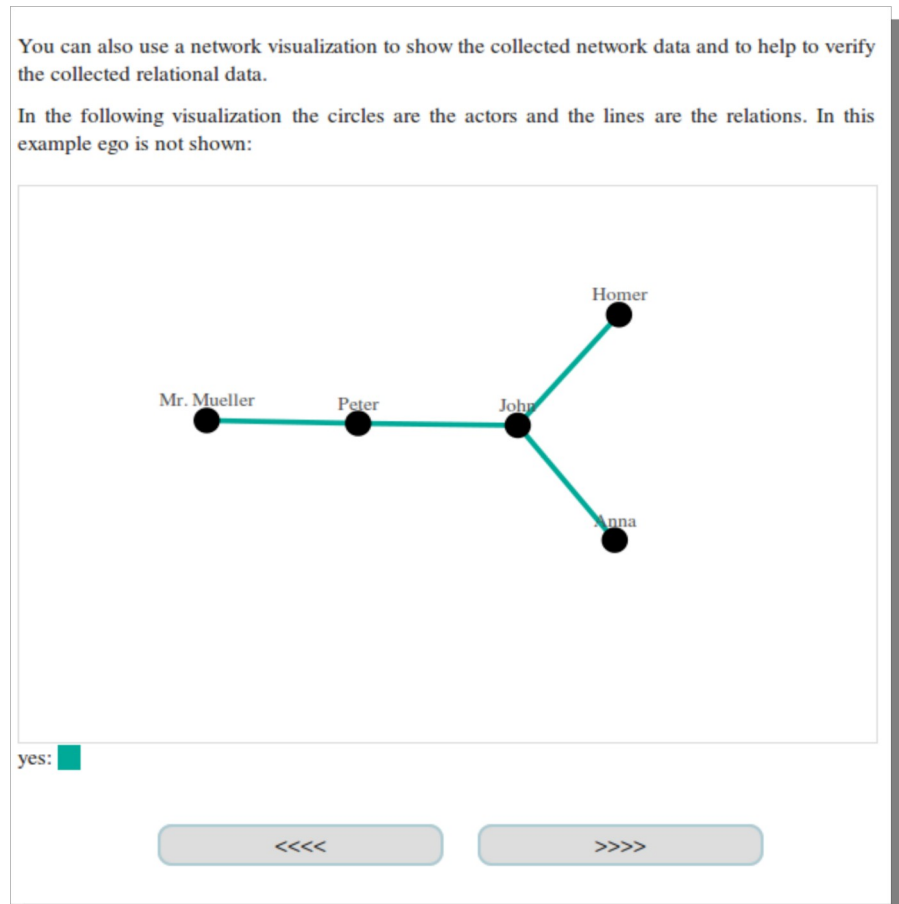 You can also use a network visualization to show the collected network data and to help to verify
the collected relational data.
In the following visualization the circles are the actors and the lines are the relations. In this
example ego is not shown:
Homer
Mr. Mueller
Peter
John
Anna
yes:
<<<<
>>>>